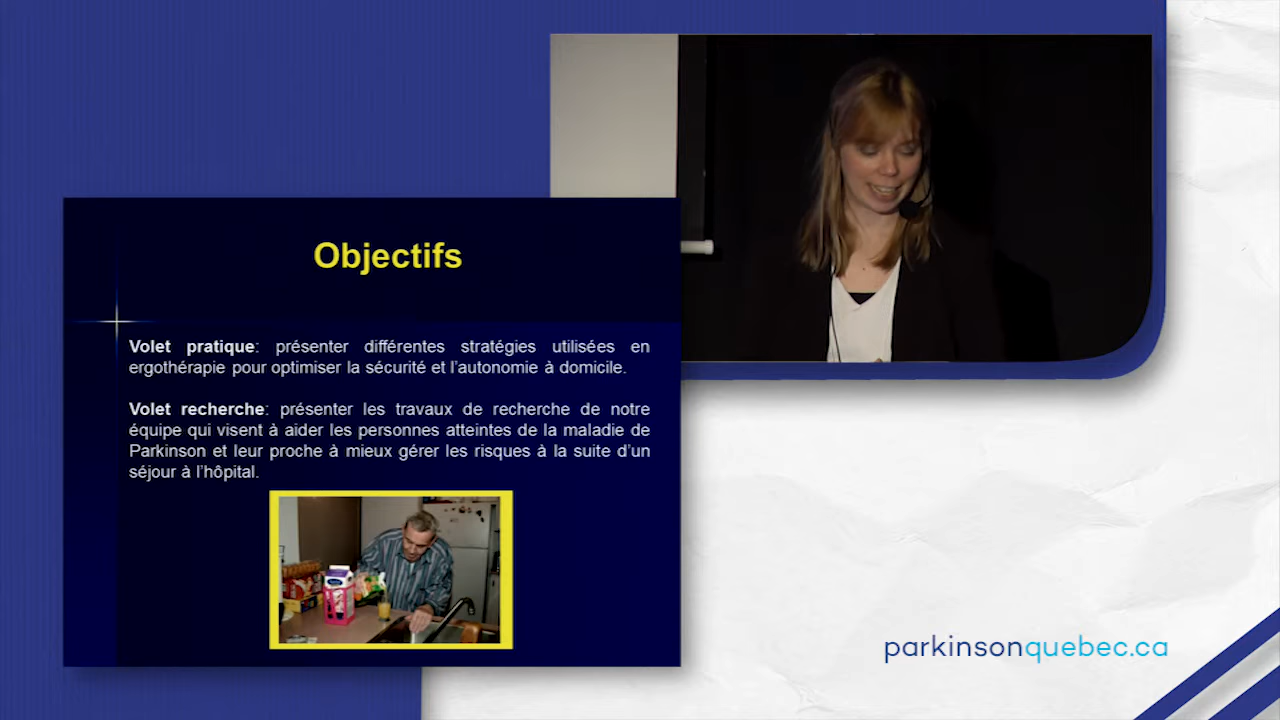 Objectifs
Volet pratique: présenter différentes stratégies utilisées en
ergothérapie pour optimiser la sécurité et l'autonomie à domicile.
Volet recherche: présenter les travaux de recherche de notre
équipe qui visent à aider les personnes atteintes de la maladie de
Parkinson et leur proche à mieux gérer les risques à la suite d'un
séjour à l'hôpital.
parkinsonquebec.ca